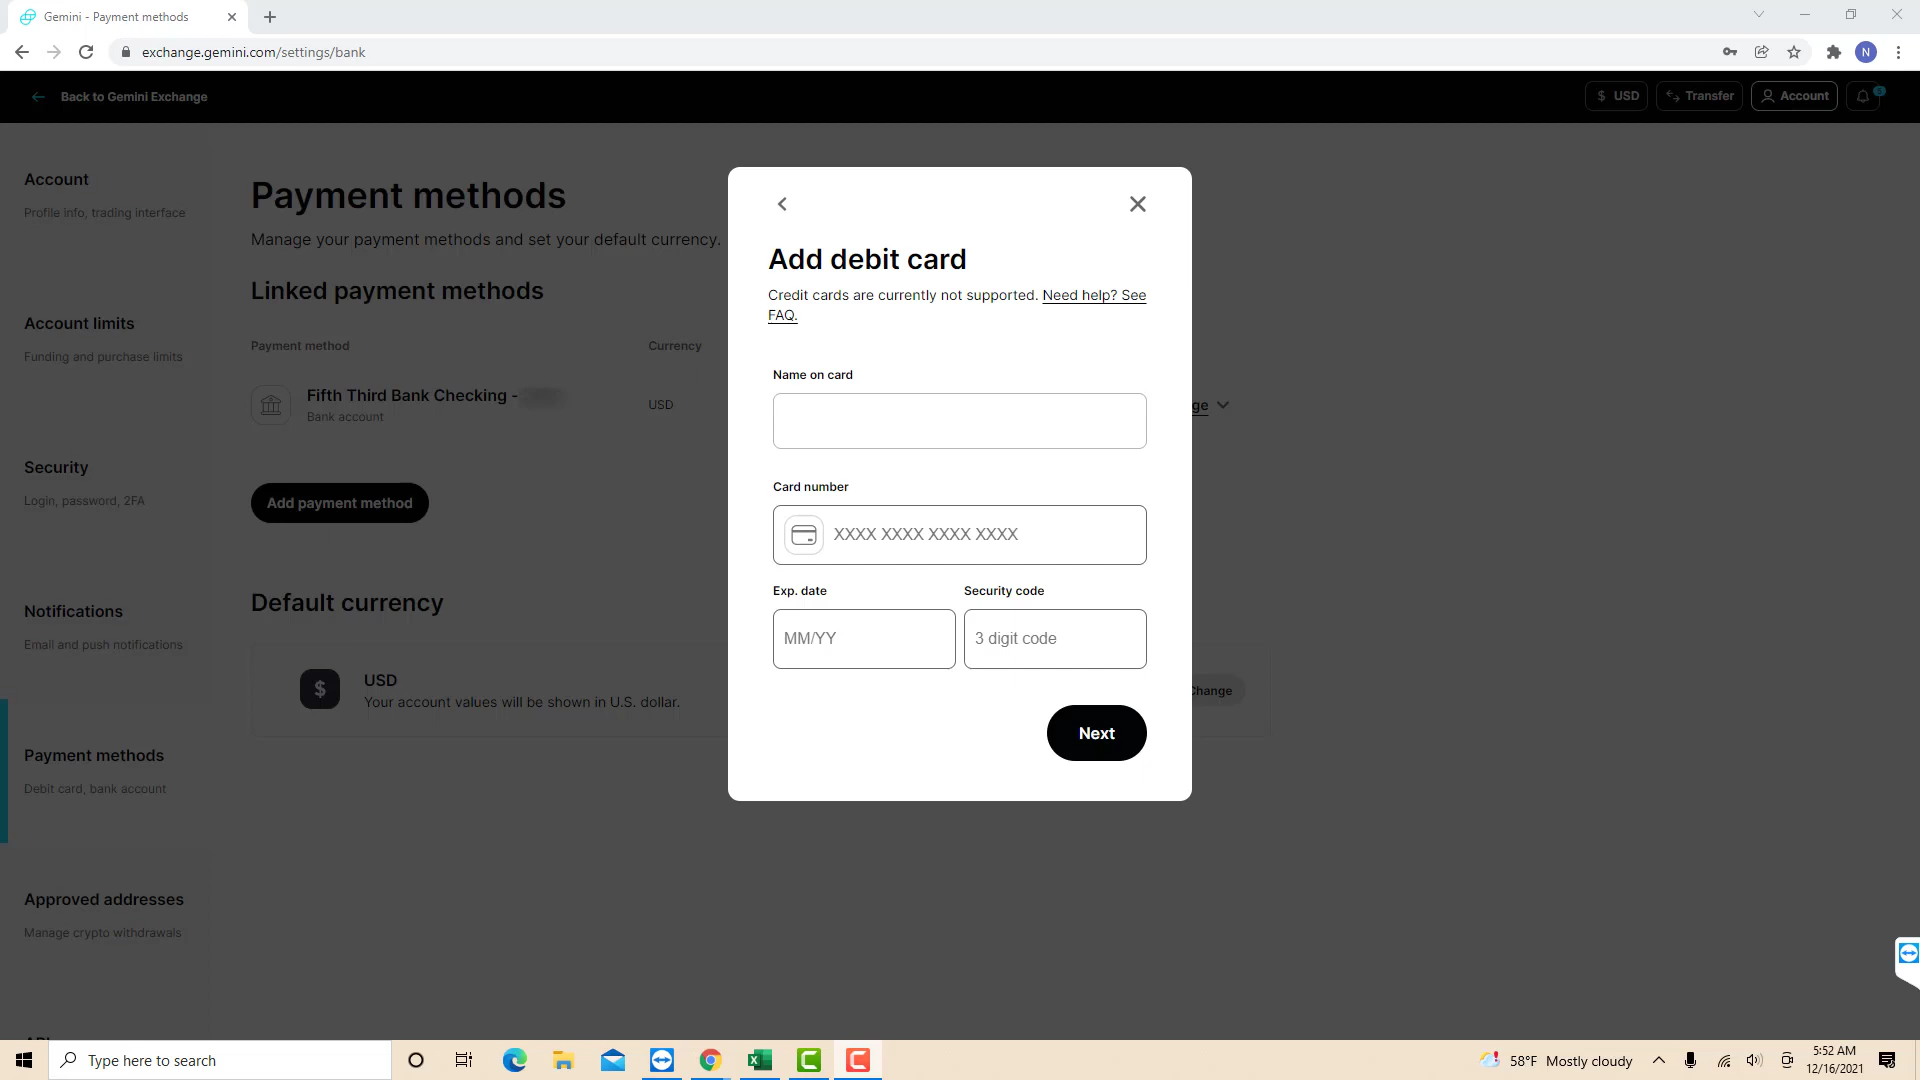 Gemini - Payment methods
exchange.gemini.com/settings/bank
N
Back to Gemini Exchange
$ USD
Transfer
Account
Account
Profile info, trading interface
Account limits
Funding and purchase limits
Security
Login, password, 2FA
Notifications
Email and push notifications
Payment methods
Debit card, bank account
Approved addresses
Manage crypto withdrawals
Payment methods
Manage your payment methods and set your default currency.
Linked payment methods
Payment method Currency
Fifth Third Bank Checking -
Bank account
USD
Add payment method
Default currency
$
USD
Your account values will be shown in U.S. dollar.
Change
Add debit card
Credit cards are currently not supported. Need help? See
FAQ.
Name on card
Card number
XXXX XXXX XXXX XXXX
Exp. date Security code
MM/YY 3 digit code
Next
Type here to search
58°F Mostly cloudy
5:52 AM
12/16/2021